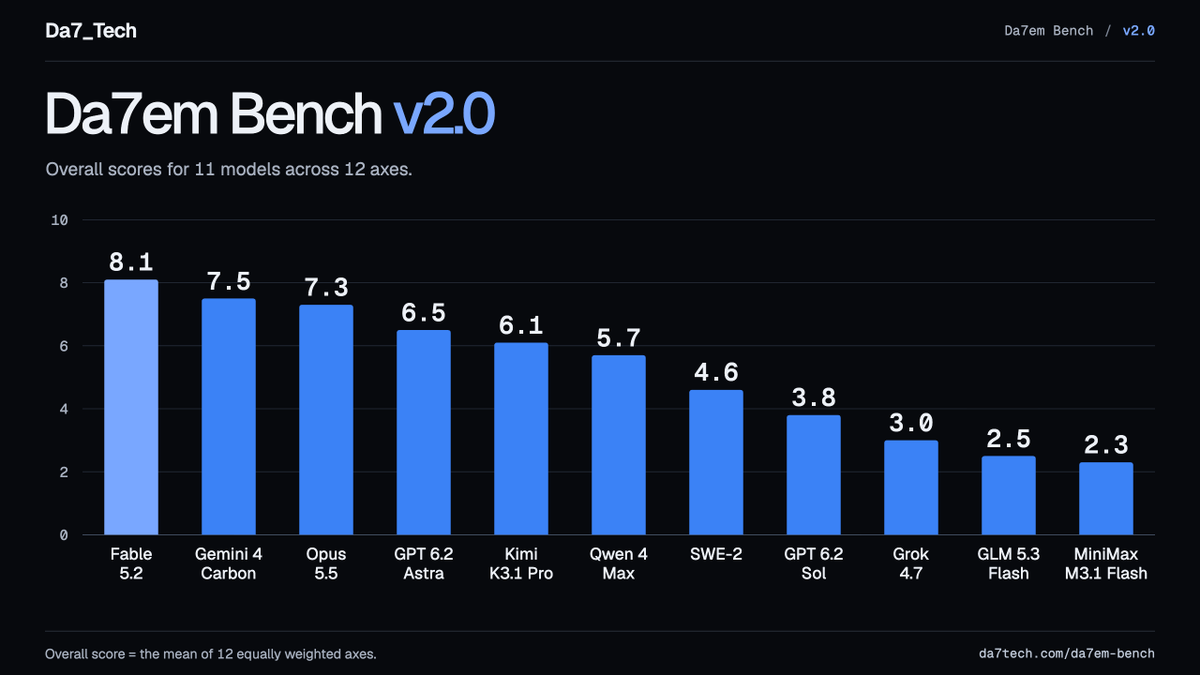 Da7_Tech
Da7em Bench / v2.0
Da7em Bench v2.0
Overall scores for 11 models across 12 axes.
10
8
6
4
2
0
8.1
7.5
7.3
6.5
6.1
5.7
4.6
3.8
3.0
2.5
2.3
Fable
5.2
Gemini 4
Carbon
Opus
5.5
GPT 6.2
Astra
Kimi
K3.1 Pro
Qwen 4
Max
SWE-2
GPT 6.2
Sol
Grok
4.7
GLM 5.3
Flash
MiniMax
M3.1 Flash
Overall score = the mean of 12 equally weighted axes.
da7tech.com/da7em-bench